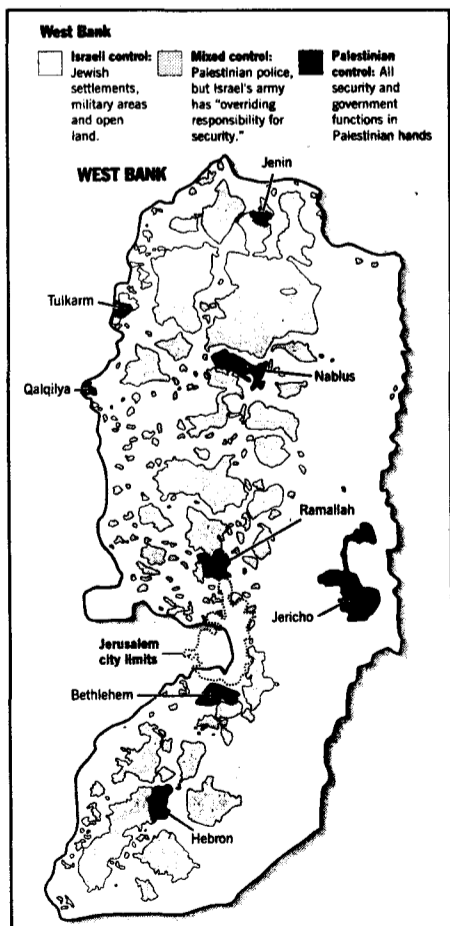 West Bank
Israeli control:
Jewish
settlements,
military areas
and open
land.
Mixed control:
Palestinian police,
but Israel's army
has "overriding
responsibility for
security."
Palestinian
control: All
security and
government
functions in
Palestinian hands
WEST BANK
Jenin
Tulkarm
Nablus
Qalqilya
Ramallah
Jericho
Jerusalem
city limits
Bethlehem
Hebron